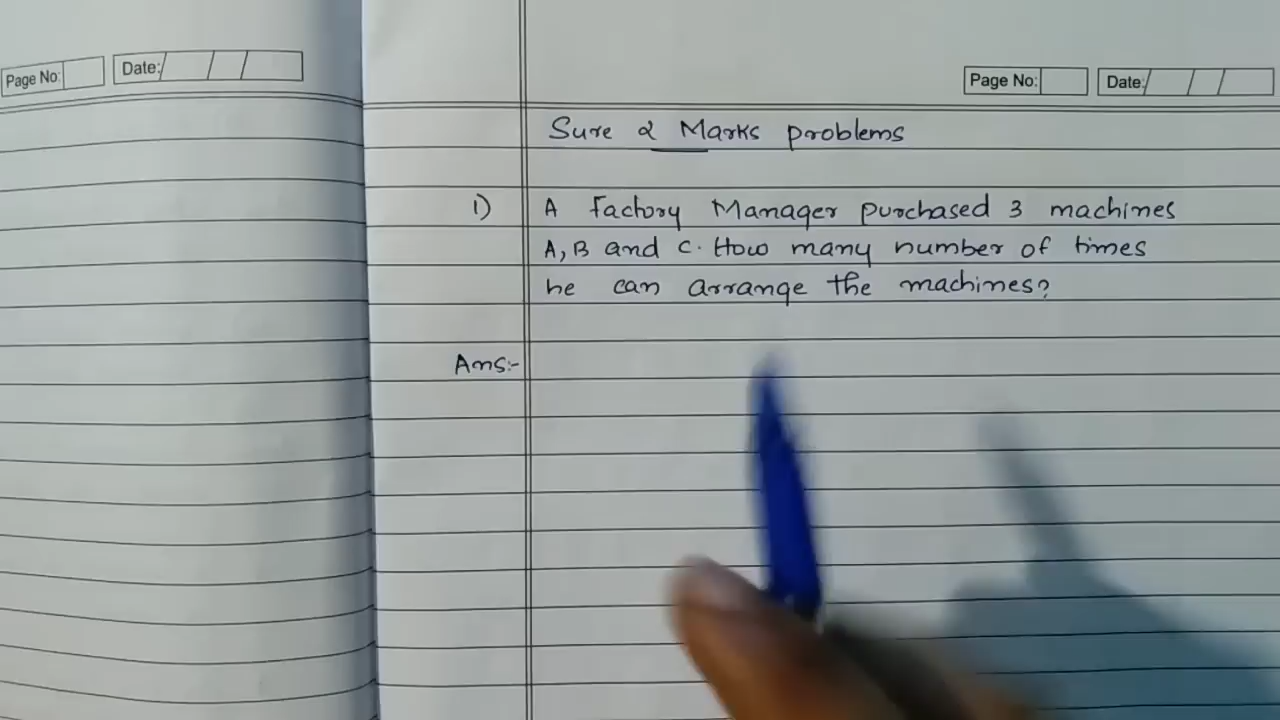 Page No:
Date:
Page No:
Date:
Sure 2 Marks problems
1) A factory Manager purchased 3 machines
A, B and C. How many number of times
he can arrange the machines?
Ans:-